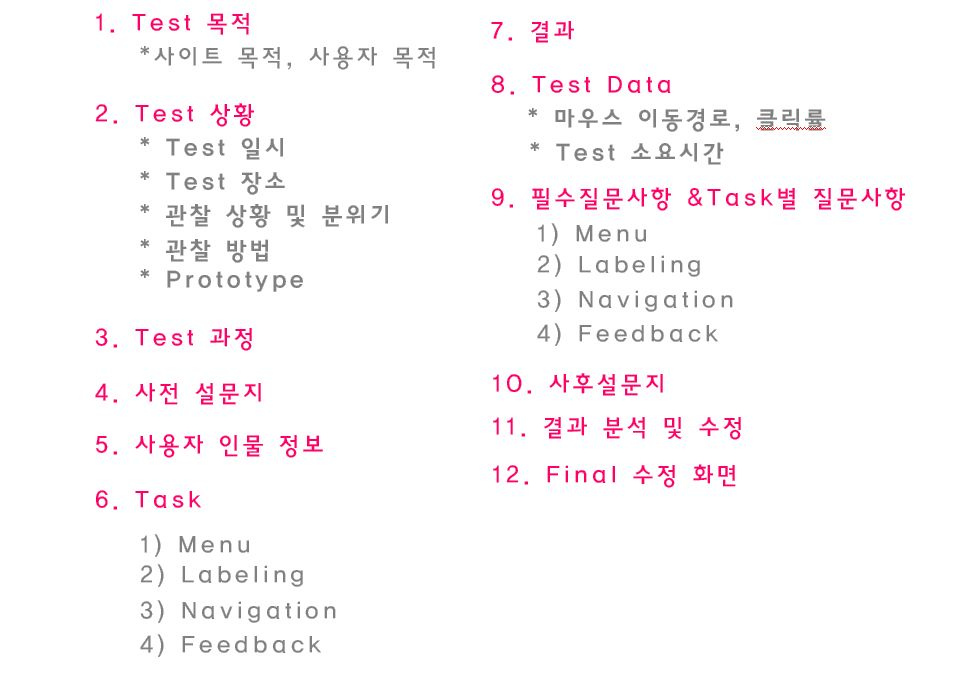 1. Test 목적
*사이트 목적, 사용자 목적
2. Test 상황
* Test 일시
* Test 장소
* 관찰 상황 및 분위기
* 관찰 방법
* Prototype
3. Test 과정
4. 사전 설문지
5. 사용자 인물 정보
6. Task
1) Menu
2) Labeling
3) Navigation
4) Feedback
7. 결과
8. Test Data
* 마우스 이동경로, 클릭률
* Test 소요시간
9. 필수질문사항 &Task별 질문사항
1) Menu
2) Labeling
3) Navigation
4) Feedback
10. 사후설문지
11. 결과 분석 및 수정
12. Final 수정 화면